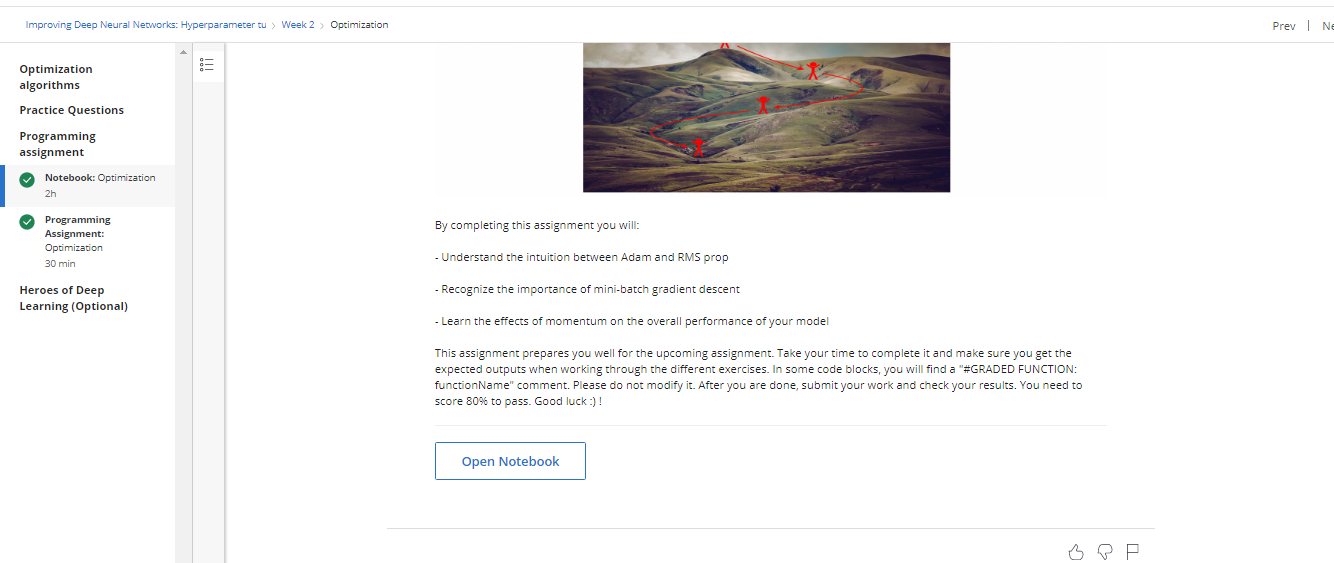 Improving Deep Neural Networks: Hyperparameter tu > Week 2 > Optimization
Prev | Ne
Optimization
algorithms
Practice Questions
Programming
assignment
Notebook: Optimization
2h
Programming
Assignment:
Optimization
30 min
Heroes of Deep
Learning (Optional)
By completing this assignment you will:
- Understand the intuition between Adam and RMS prop
- Recognize the importance of mini-batch gradient descent
- Learn the effects of momentum on the overall performance of your model
This assignment prepares you well for the upcoming assignment. Take your time to complete it and make sure you get the
expected outputs when working through the different exercises. In some code blocks, you will find a "#GRADED FUNCTION:
functionName" comment. Please do not modify it. After you are done, submit your work and check your results. You need to
score 80% to pass. Good luck :) !
Open Notebook